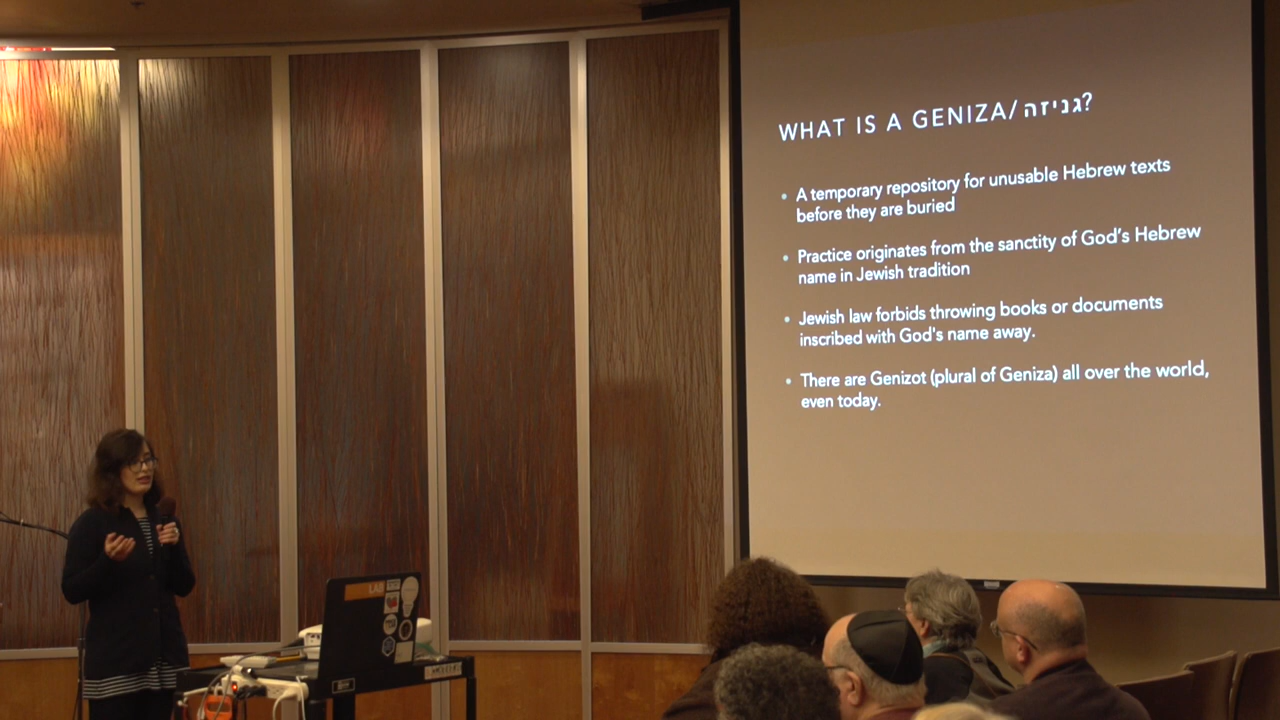 WHAT IS A GENIZA/גניזה?
• A temporary repository for unusable Hebrew texts
before they are buried
• Practice originates from the sanctity of God's Hebrew
name in Jewish tradition
• Jewish law forbids throwing books or documents
inscribed with God's name away.
• There are Genizot (plural of Geniza) all over the world,
even today.
LAB